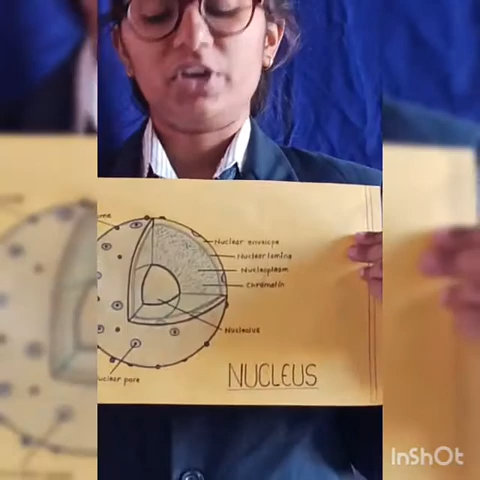 Nuclear envelope
Nuclear lamina
Nucleoplasm
Chromatin
Nucleolus
Nuclear pore
NUCLEUS
InShOt